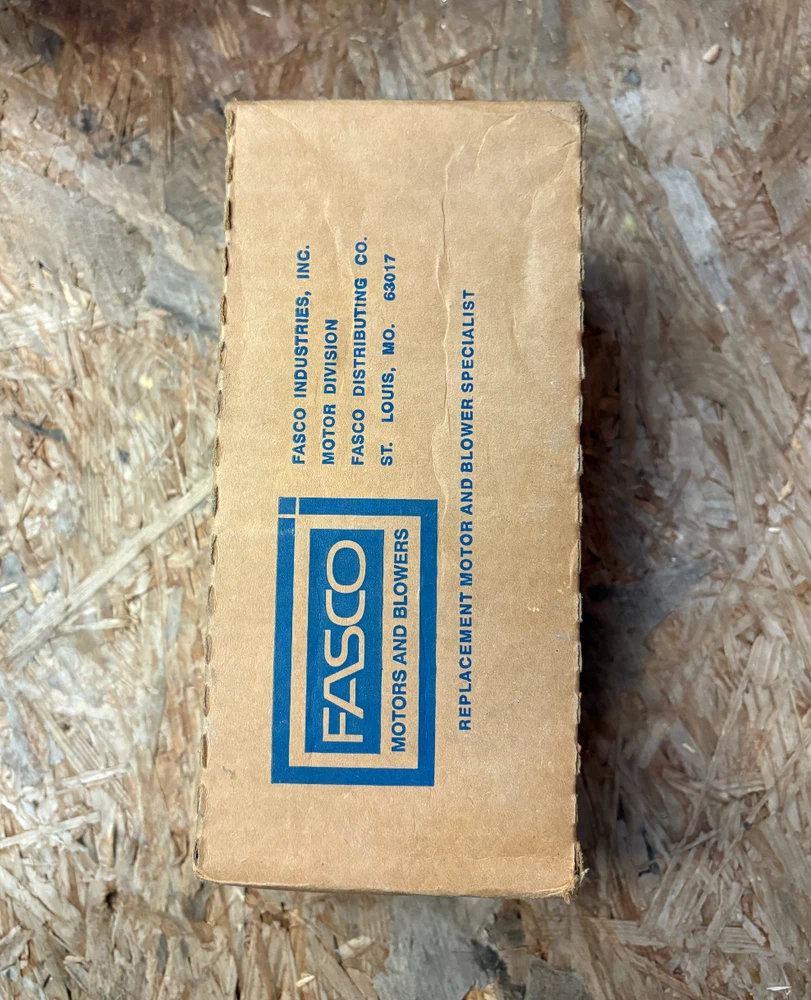 FASCO
MOTORS AND BLOWERS
FASCO INDUSTRIES, INC.
MOTOR DIVISION
FASCO DISTRIBUTING CO.
ST. LOUIS, MO. 63017
REPLACEMENT MOTOR AND BLOWER SPECIALIST